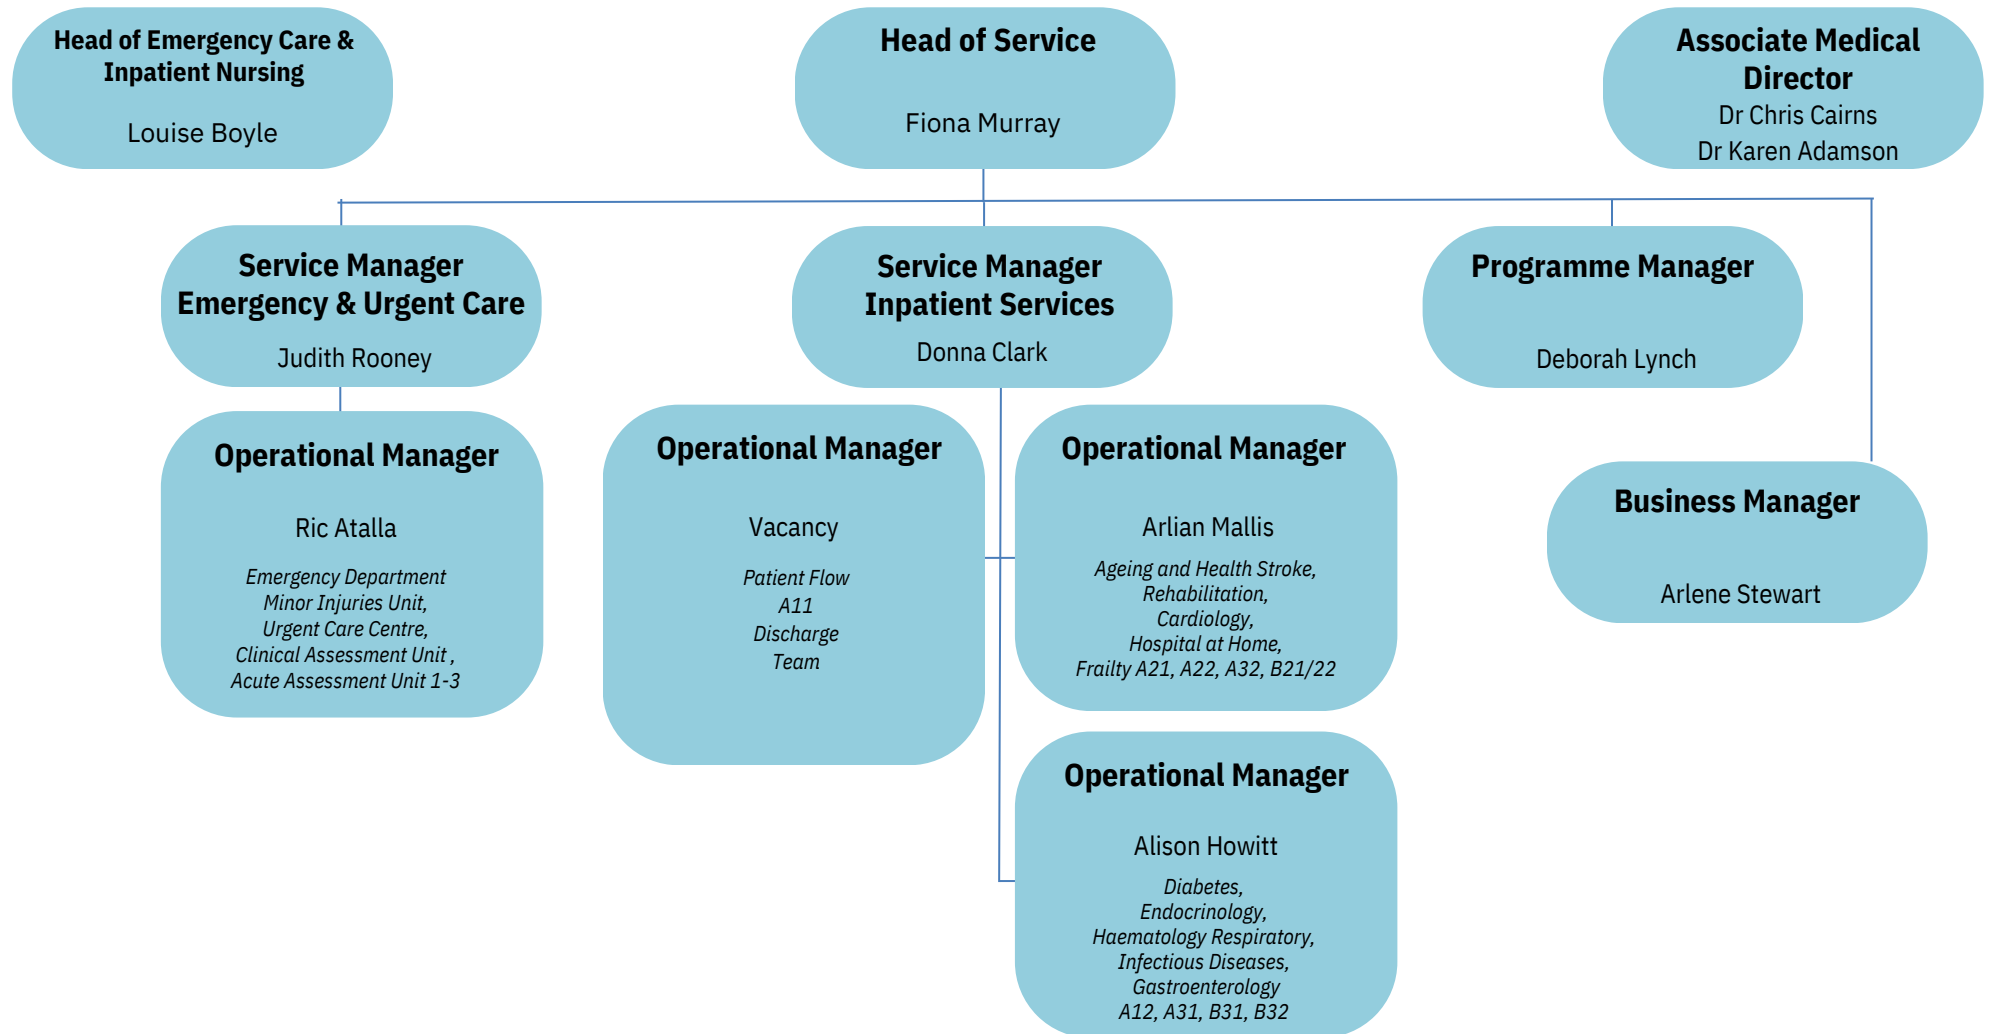 Head of Emergency Care &
Inpatient Nursing
Louise Boyle
Head of Service
Fiona Murray
Associate Medical
Director
Dr Chris Cairns
Dr Karen Adamson
Service Manager
Emergency & Urgent Care
Judith Rooney
Service Manager
Inpatient Services
Donna Clark
Programme Manager
Deborah Lynch
Operational Manager
Ric Atalla
Emergency Department
Minor Injuries Unit,
Urgent Care Centre,
Clinical Assessment Unit ,
Acute Assessment Unit 1-3
Operational Manager
Vacancy
Patient Flow
A11
Discharge
Team
Operational Manager
Arlian Mallis
Ageing and Health Stroke,
Rehabilitation,
Cardiology,
Hospital at Home,
Frailty A21, A22, A32, B21/22
Business Manager
Arlene Stewart
Operational Manager
Alison Howitt
Diabetes,
Endocrinology,
Haematology Respiratory,
Infectious Diseases,
Gastroenterology
A12, A31, B31, B32